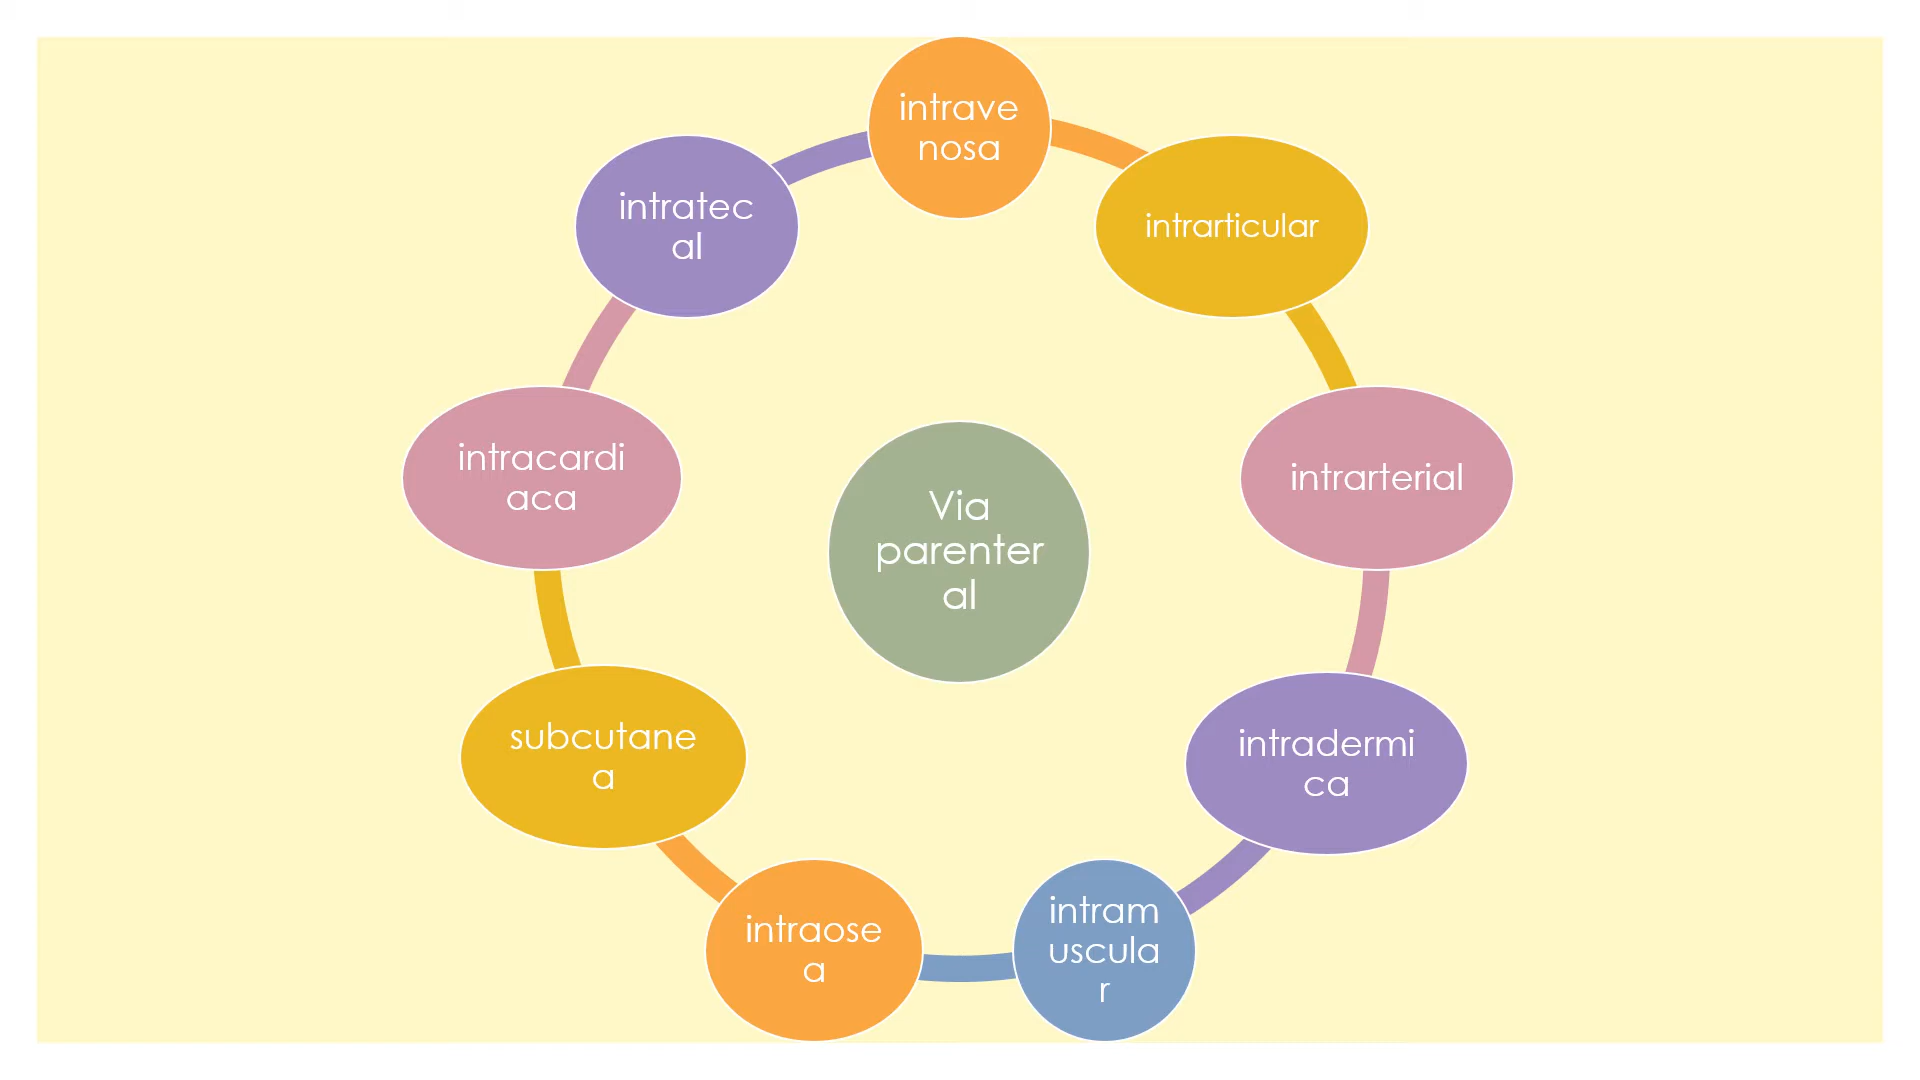 intrave
nosa
intrarticular
intrarterial
intradermi
ca
intram
uscula
r
intraose
a
subcutane
a
intracardi
aca
intratec
al
Via
parenter
al